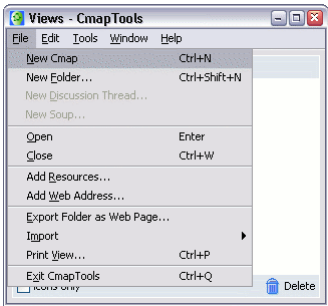 Views - CmapTools
File Edit Tools Window Help
New Cmap Ctrl+N
New Folder... Ctrl+Shift+N
New Discussion Thread...
New Soup...
Open Enter
Close Ctrl+W
Add Resources...
Add Web Address...
Export Folder as Web Page...
Import
Print View... Ctrl+P
Exit CmapTools Ctrl+Q
Icons only Delete